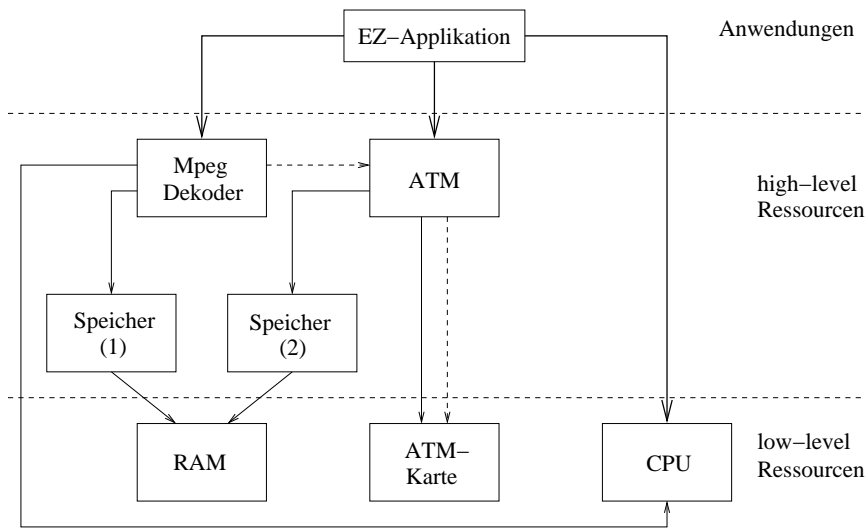 EZ−Applikation
Anwendungen
Mpeg
Dekoder
ATM
high−level
Ressourcen
Speicher
(1)
Speicher
(2)
RAM
ATM−
Karte
CPU
low−level
Ressourcen